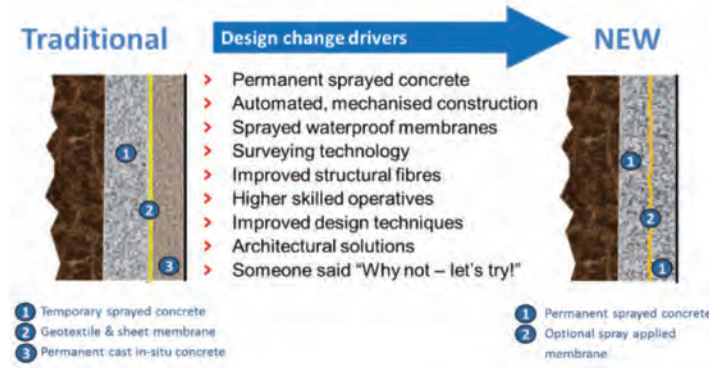 Traditional
Design change drivers
NEW
> Permanent sprayed concrete
> Automated, mechanised construction
> Sprayed waterproof membranes
> Surveying technology
> Improved structural fibres
> Higher skilled operatives
> Improved design techniques
> Architectural solutions
> Someone said “Why not – let’s try!”
1
2
3
1
2
1
1 Temporary sprayed concrete
2 Geotextile & sheet membrane
3 Permanent cast in-situ concrete
1 Permanent sprayed concrete
2 Optional spray applied
membrane